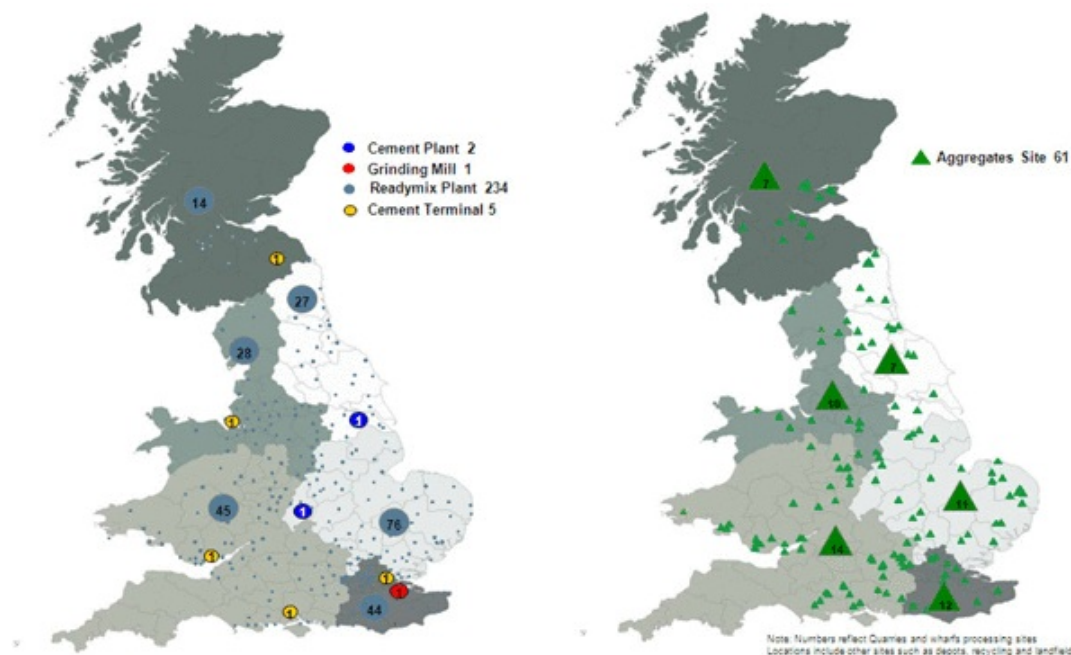 Cement Plant 2
Grinding Mill 1
Readymix Plant 234
Cement Terminal 5
14
1
27
28
1
1
45
1
76
1
1
1
1
44
Aggregates Site 61
7
7
10
11
14
12
Note: Numbers reflect Quarries and wharfs processing sites
Locations include other sites such as depots, recycling and landfield